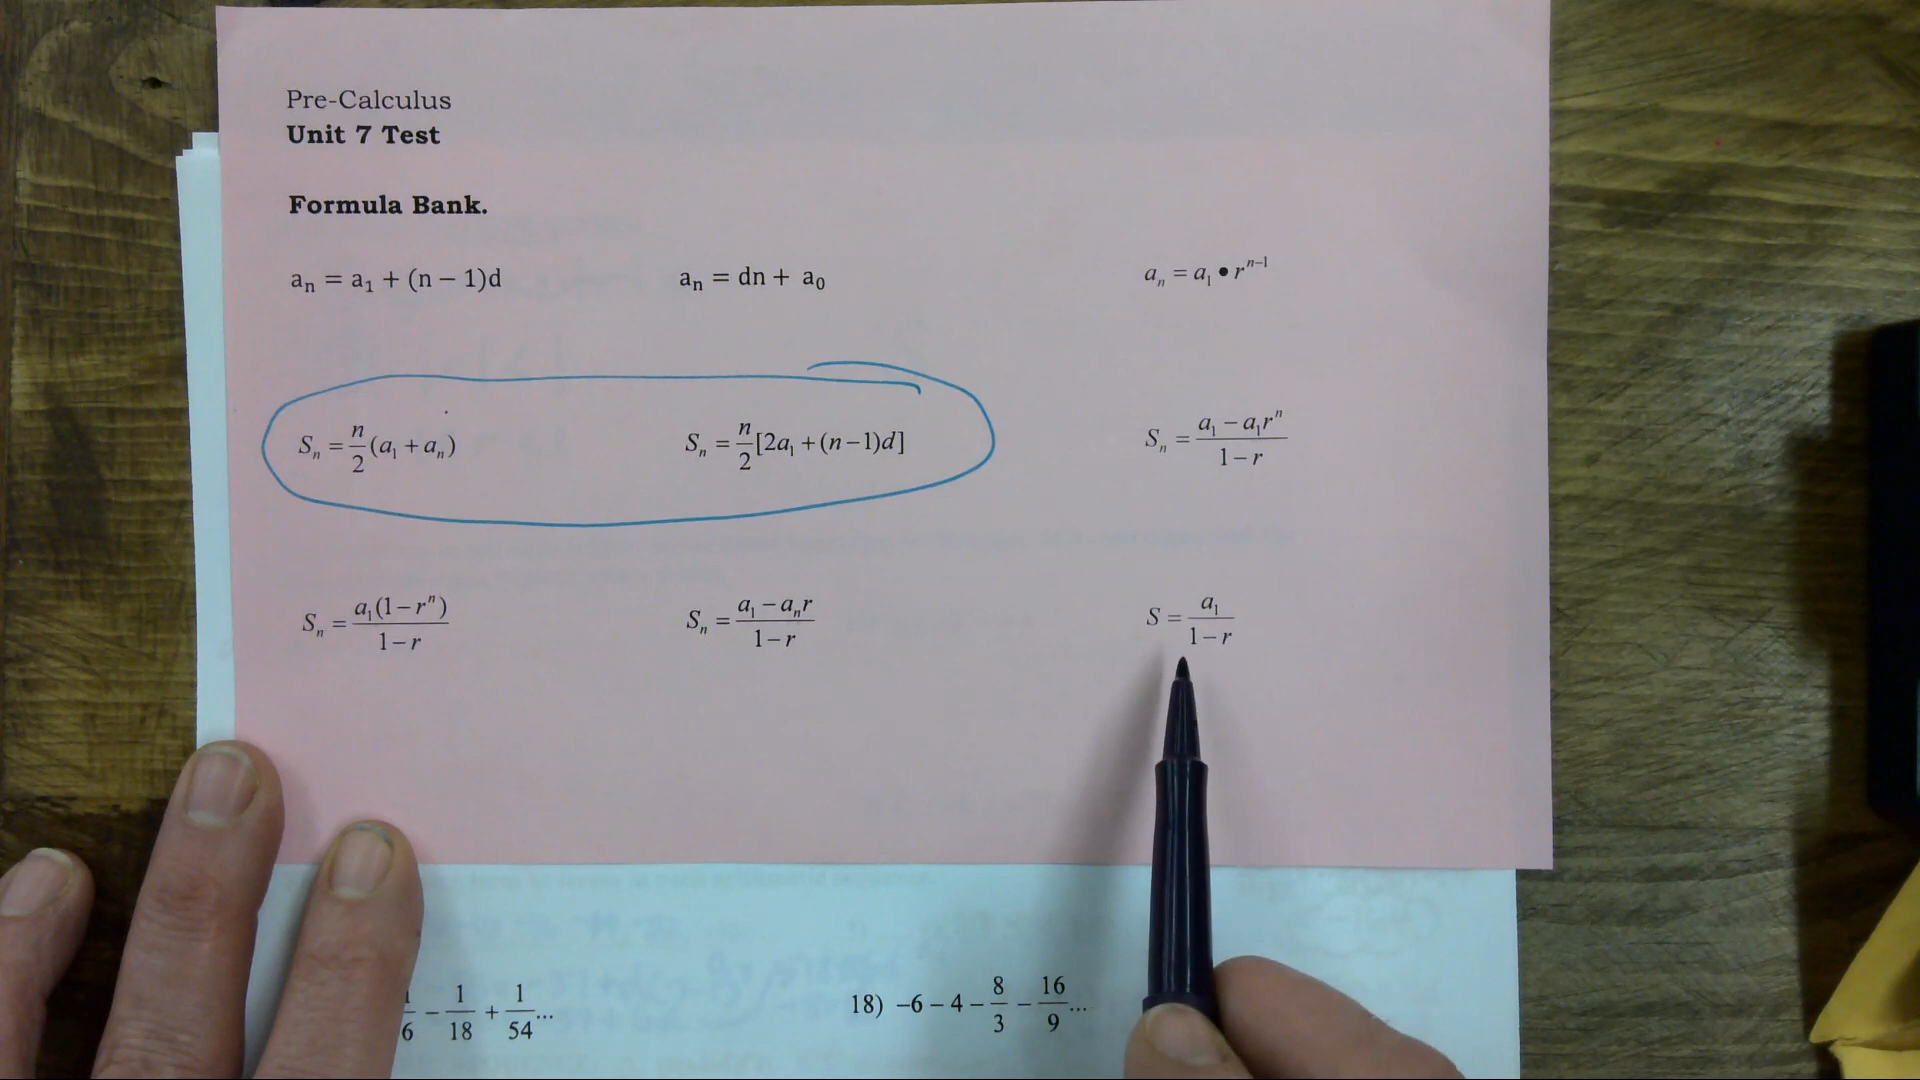 Pre-Calculus
Unit 7 Test
Formula Bank.
aₙ = a₁ + (n − 1)d
aₙ = dn + a₀
aₙ = a₁ • rⁿ⁻¹
Sₙ = n/2 (a₁ + aₙ)
Sₙ = n/2 [2a₁ + (n−1)d]
Sₙ = (a₁ − a₁rⁿ)/(1 − r)
Sₙ = a₁(1 − rⁿ)/(1 − r)
Sₙ = (a₁ − aₙr)/(1 − r)
S = a₁/(1 − r)
1/6 − 1/18 + 1/54...
18) −6 − 4 − 8/3 − 16/9...